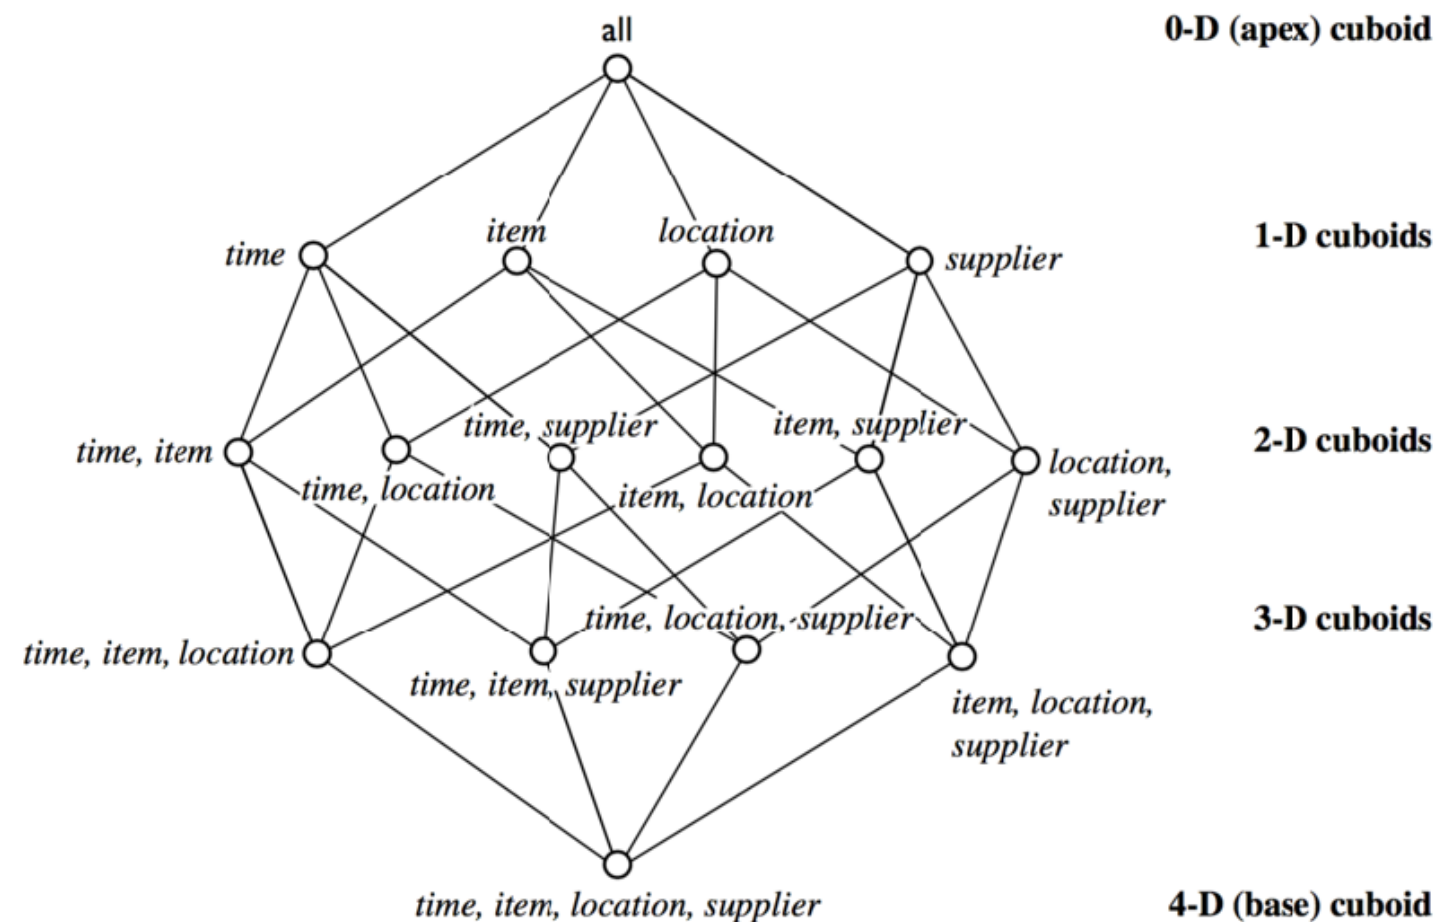 all
0-D (apex) cuboid
time
item
location
supplier
1-D cuboids
time, item
time, location
time, supplier
item, location
item, supplier
location,
supplier
2-D cuboids
time, item, location
time, item, supplier
time, location, supplier
item, location,
supplier
3-D cuboids
time, item, location, supplier
4-D (base) cuboid